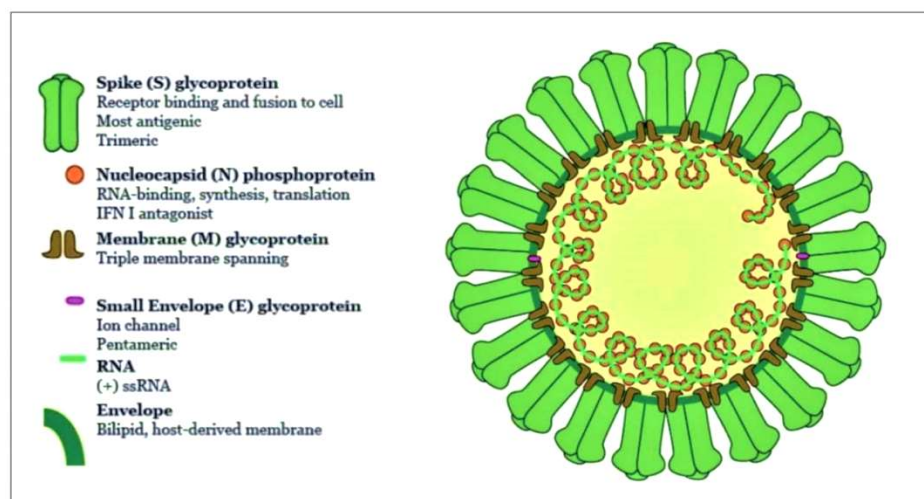 Spike (S) glycoprotein
Receptor binding and fusion to cell
Most antigenic
Trimeric
Nucleocapsid (N) phosphoprotein
RNA-binding, synthesis, translation
IFN I antagonist
Membrane (M) glycoprotein
Triple membrane spanning
Small Envelope (E) glycoprotein
Ion channel
Pentameric
RNA
(+) ssRNA
Envelope
Bilipid, host-derived membrane